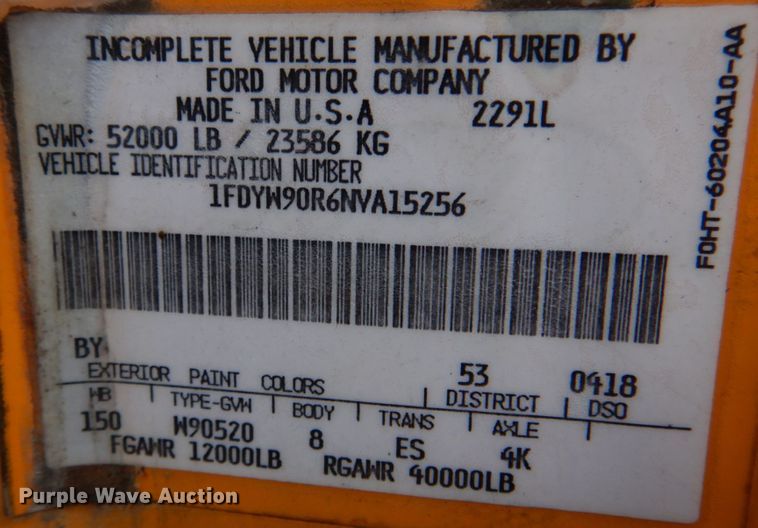 INCOMPLETE VEHICLE MANUFACTURED BY
FORD MOTOR COMPANY
MADE IN U.S.A 2291L
GVWR: 52000 LB / 23586 KG
VEHICLE IDENTIFICATION NUMBER
1FDYW90R6NVA15256
F0HT-60204A10-AA
BY 53 0418
EXTERIOR PAINT COLORS DISTRICT DSO
WB TYPE-GVW BODY TRANS AXLE
150 W90520 8 ES 4K
FGAWR 12000LB RGAWR 40000LB
Purple Wave Auction